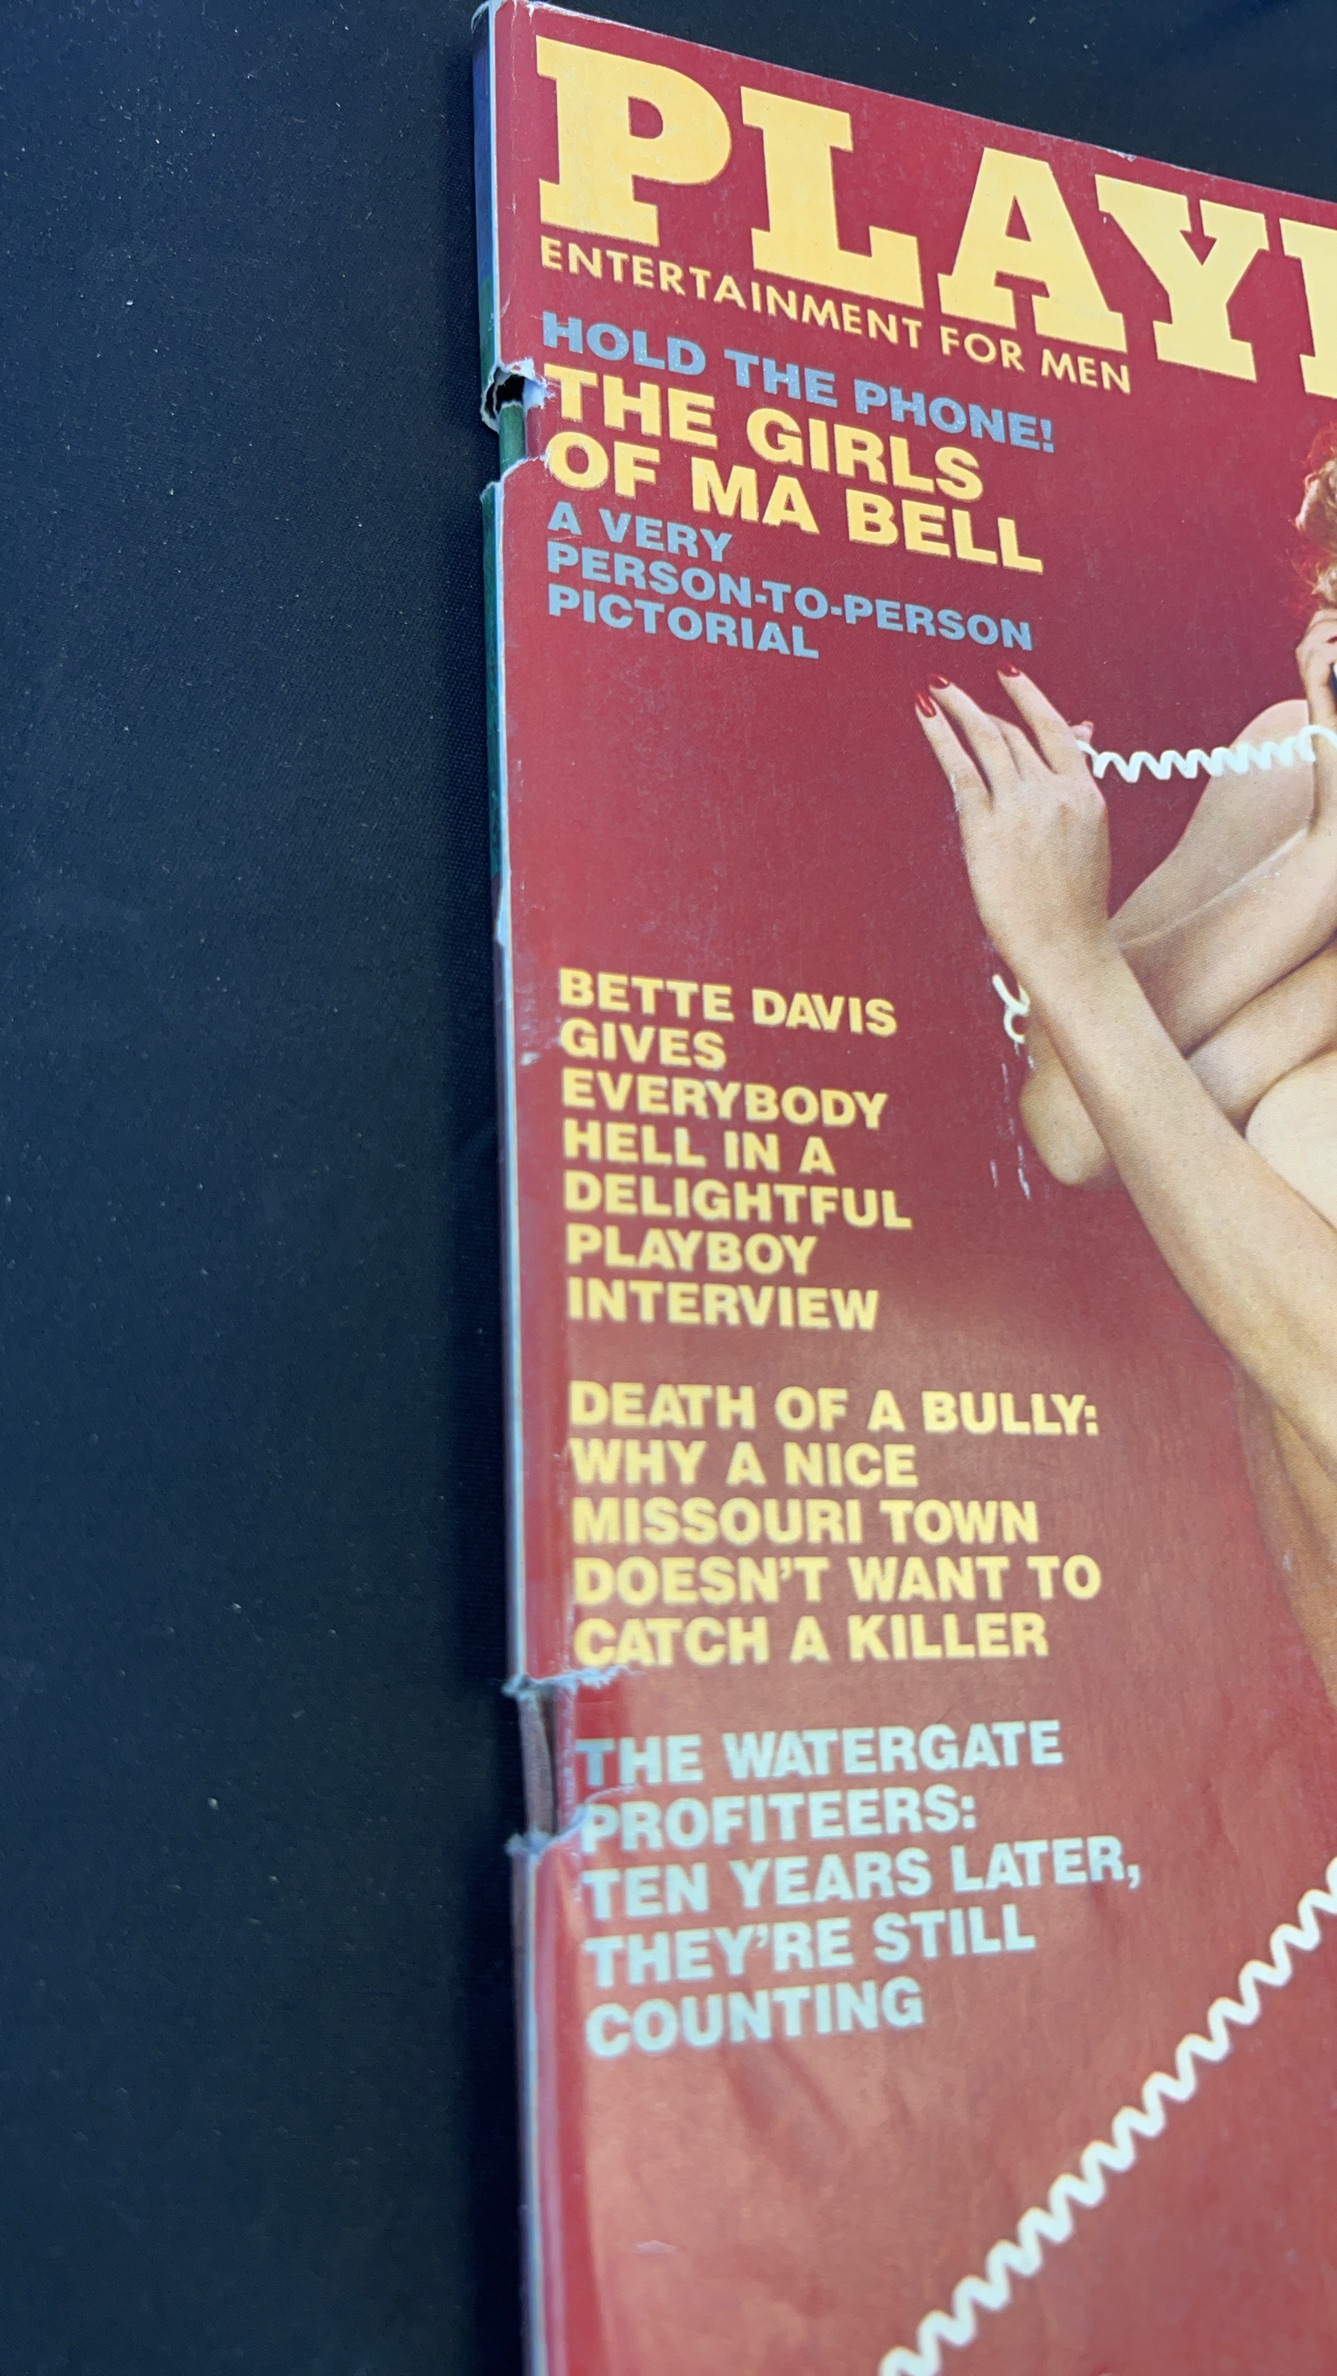 PLAY
ENTERTAINMENT FOR MEN
HOLD THE PHONE!
THE GIRLS
OF MA BELL
A VERY
PERSON-TO-PERSON
PICTORIAL
BETTE DAVIS
GIVES
EVERYBODY
HELL IN A
DELIGHTFUL
PLAYBOY
INTERVIEW
DEATH OF A BULLY:
WHY A NICE
MISSOURI TOWN
DOESN'T WANT TO
CATCH A KILLER
THE WATERGATE
PROFITEERS:
TEN YEARS LATER,
THEY'RE STILL
COUNTING